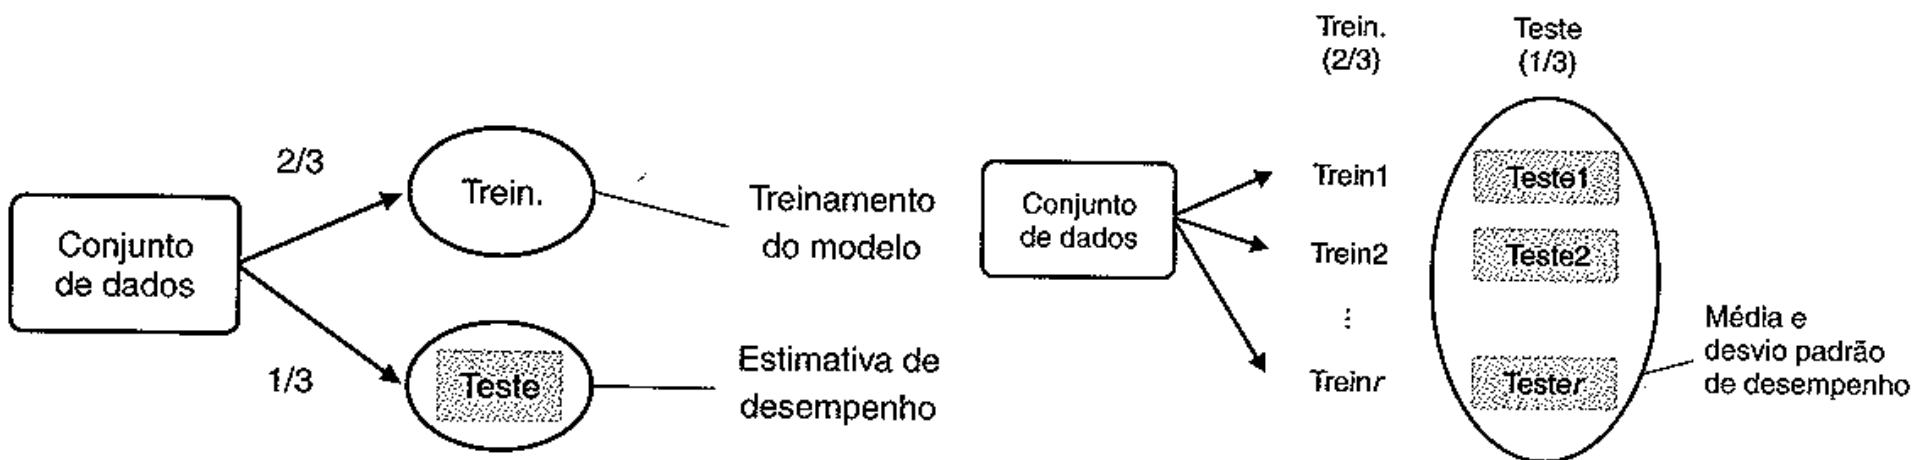 2/3
Trein.
Treinamento
do modelo
Conjunto
de dados
1/3
Teste
Estimativa de
desempenho
Trein.
(2/3)
Teste
(1/3)
Conjunto
de dados
Trein1
Teste1
Trein2
Teste2
⋮
Treinr
Tester
Média e
desvio padrão
de desempenho